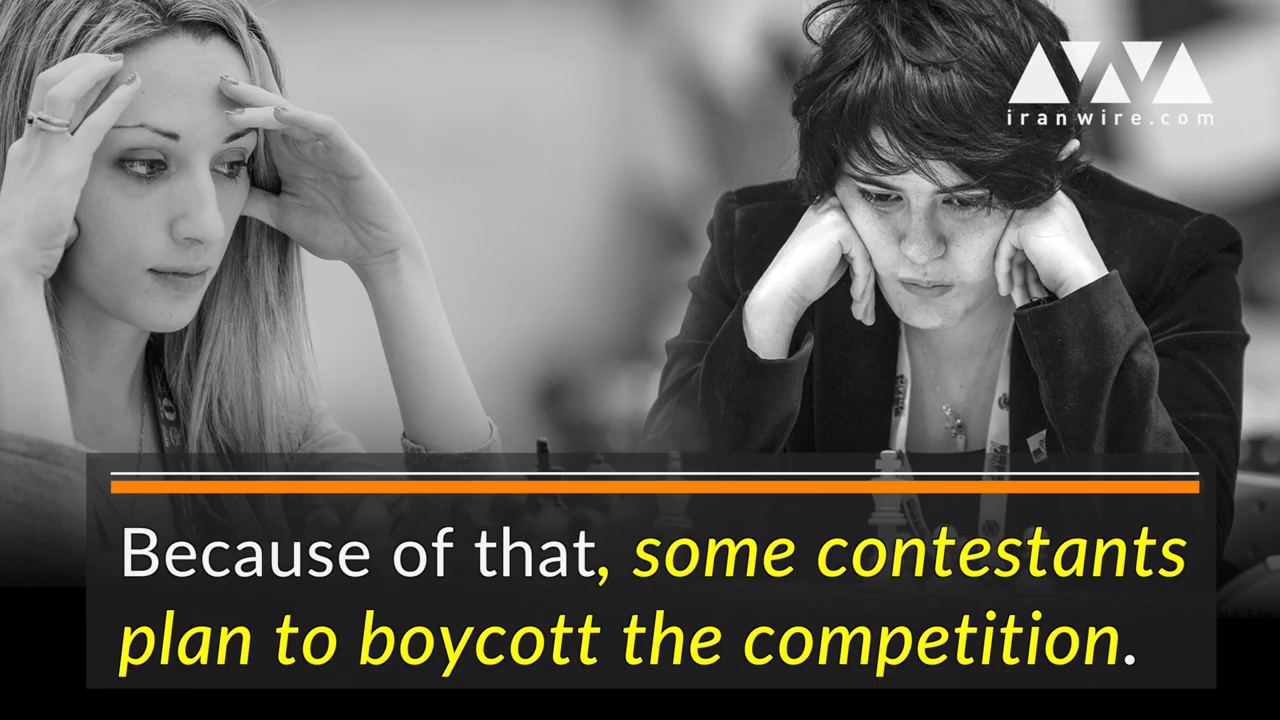 iranwire.com
Because of that, some contestants
plan to boycott the competition.